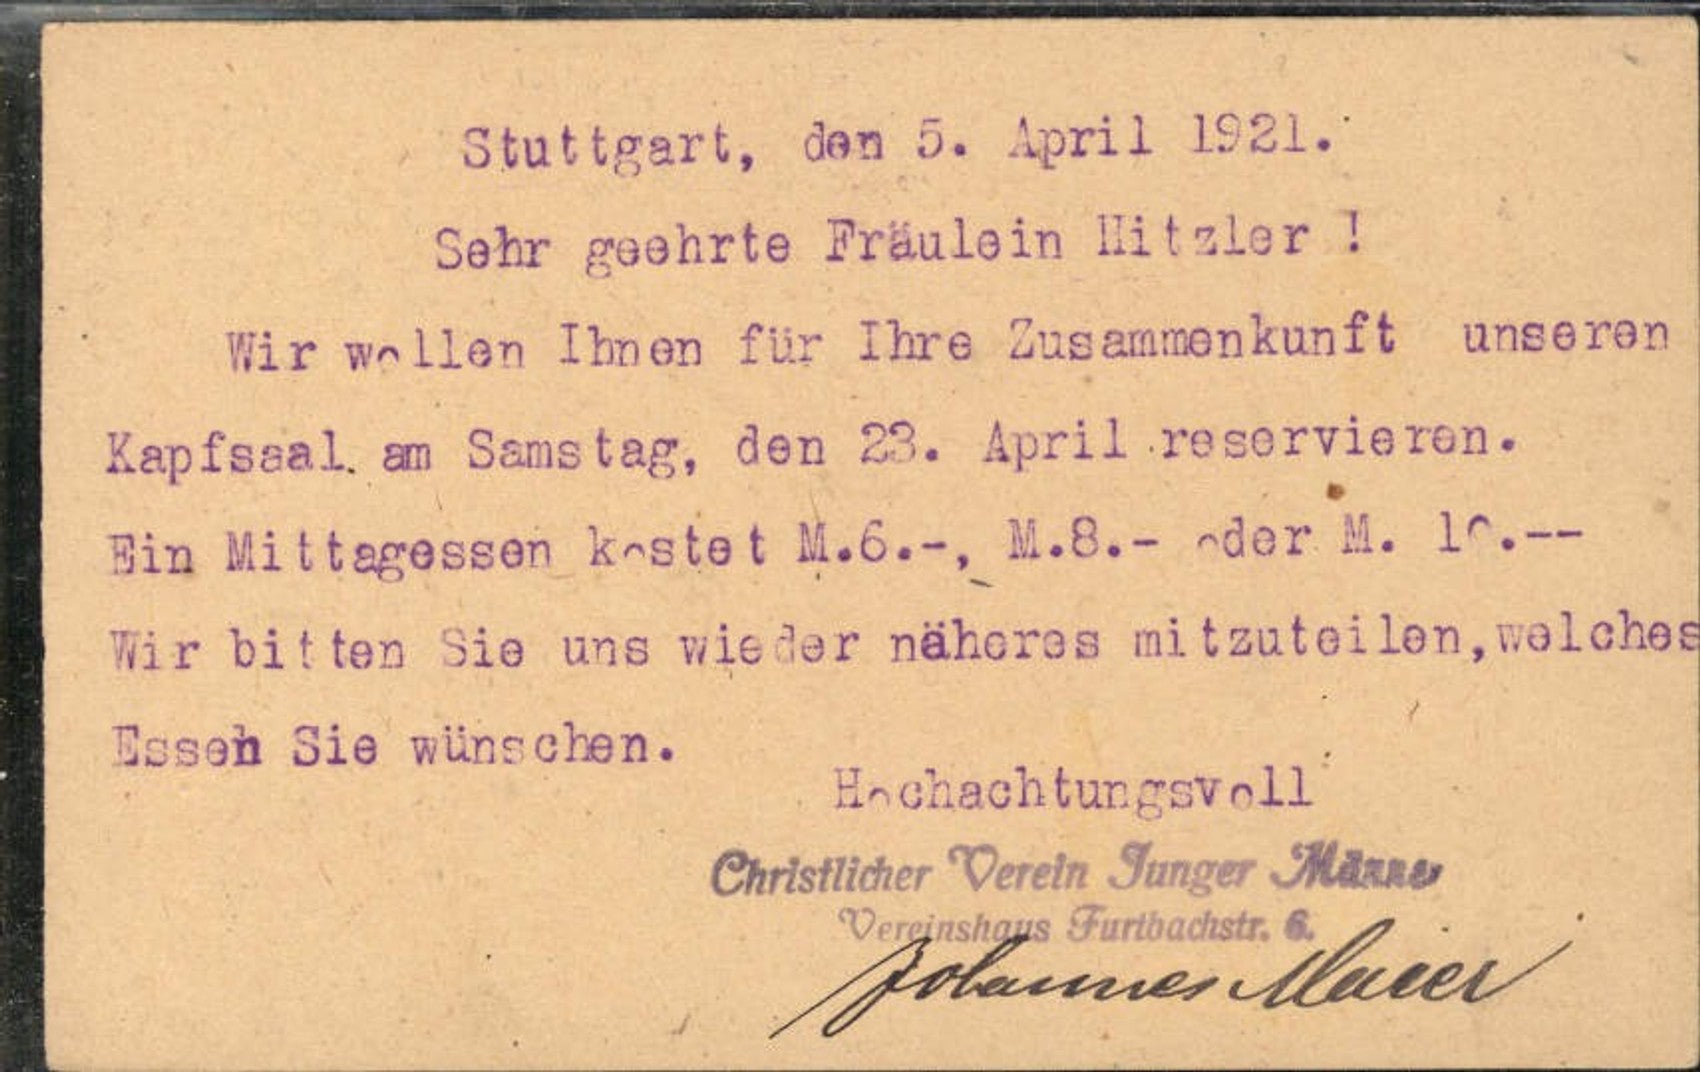 Stuttgart, den 5. April 1921.
Sehr geehrte Fräulein Hitzler !
Wir wollen Ihnen für Ihre Zusammenkunft unseren
Kapfsaal am Samstag, den 23. April reservieren.
Ein Mittagessen kostet M.6.-, M.8.- oder M. 10.--
Wir bitten Sie uns wieder näheres mitzuteilen,welches
Essen Sie wünschen.
Hochachtungsvoll
Christlicher Verein Junger Männer
Vereinshaus Furtbachstr. 6.
Johannes Maier